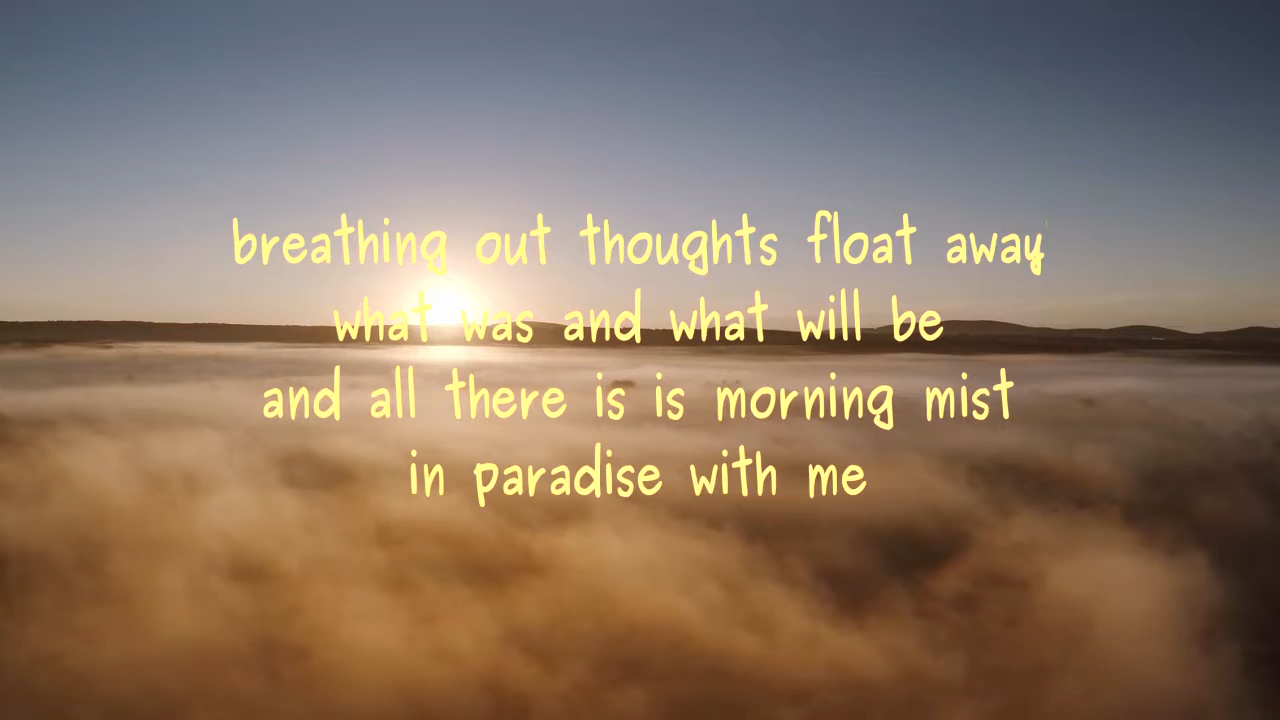 breathing out thoughts float away
what was and what will be
and all there is is morning mist
in paradise with me